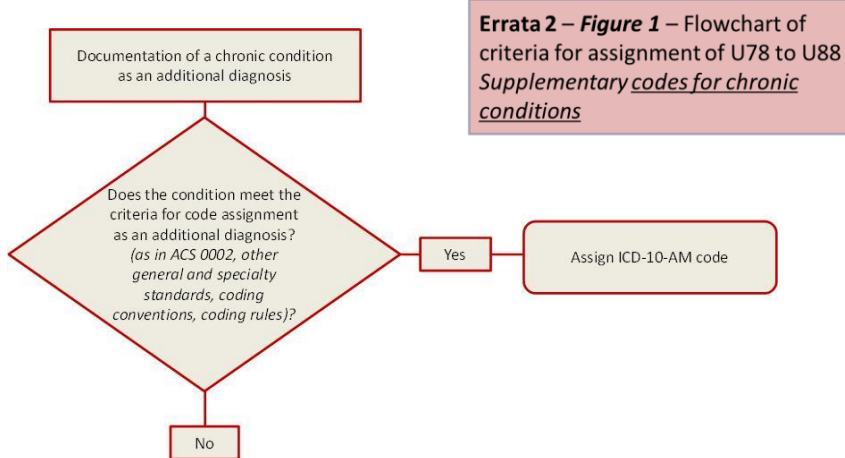 Errata 2 – Figure 1 – Flowchart of
criteria for assignment of U78 to U88
Supplementary codes for chronic
conditions
Documentation of a chronic condition
as an additional diagnosis
Does the condition meet the
criteria for code assignment
as an additional diagnosis?
(as in ACS 0002, other
general and specialty
standards, coding
conventions, coding rules)?
Yes
Assign ICD-10-AM code
No